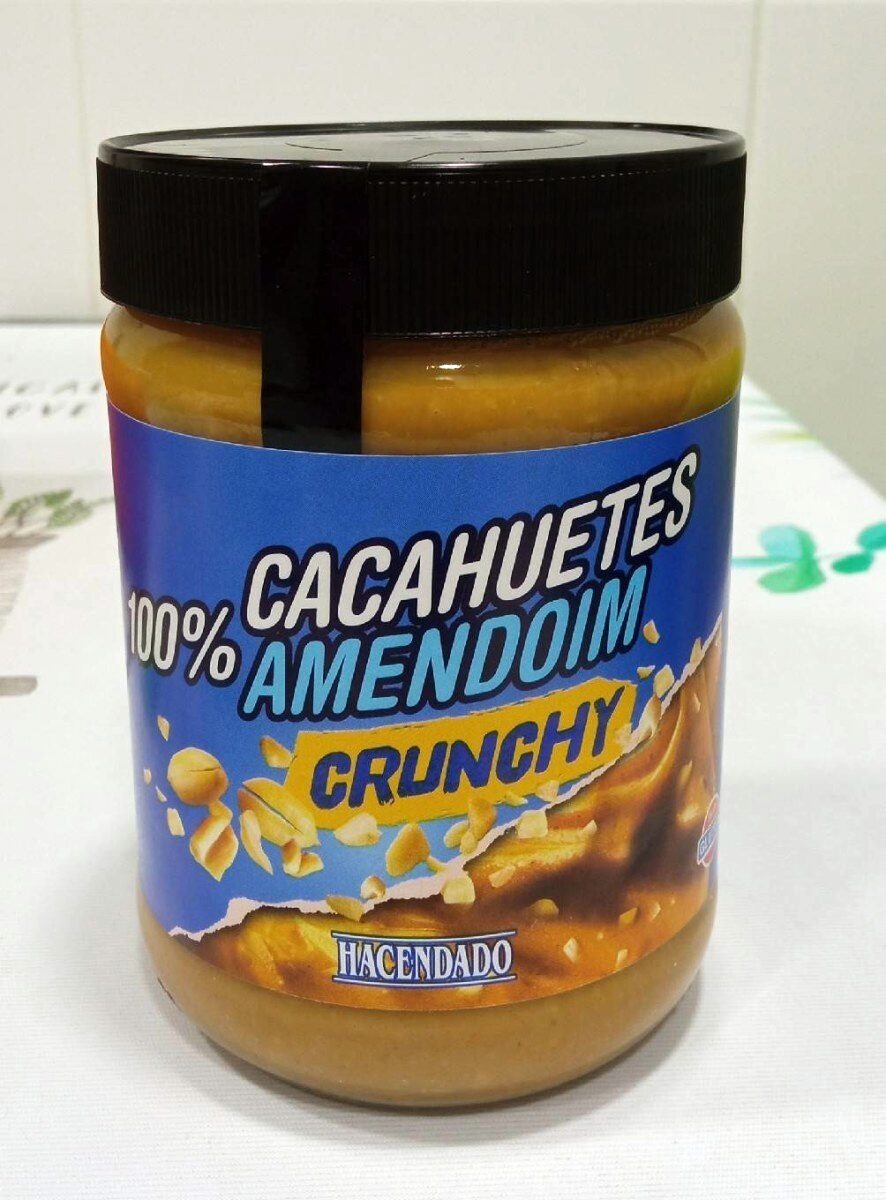 100% CACAHUETES
AMENDOIM
CRUNCHY
HACENDADO